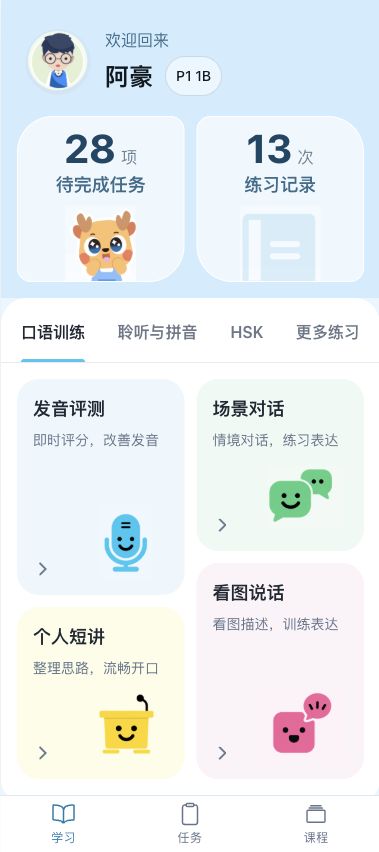 欢迎回来
阿豪 P1 1B
28 项
待完成任务
13 次
练习记录
口语训练 聆听与拼音 HSK 更多练习
发音评测
即时评分，改善发音
场景对话
情境对话，练习表达
看图说话
看图描述，训练表达
个人短讲
整理思路，流畅开口
学习 任务 课程